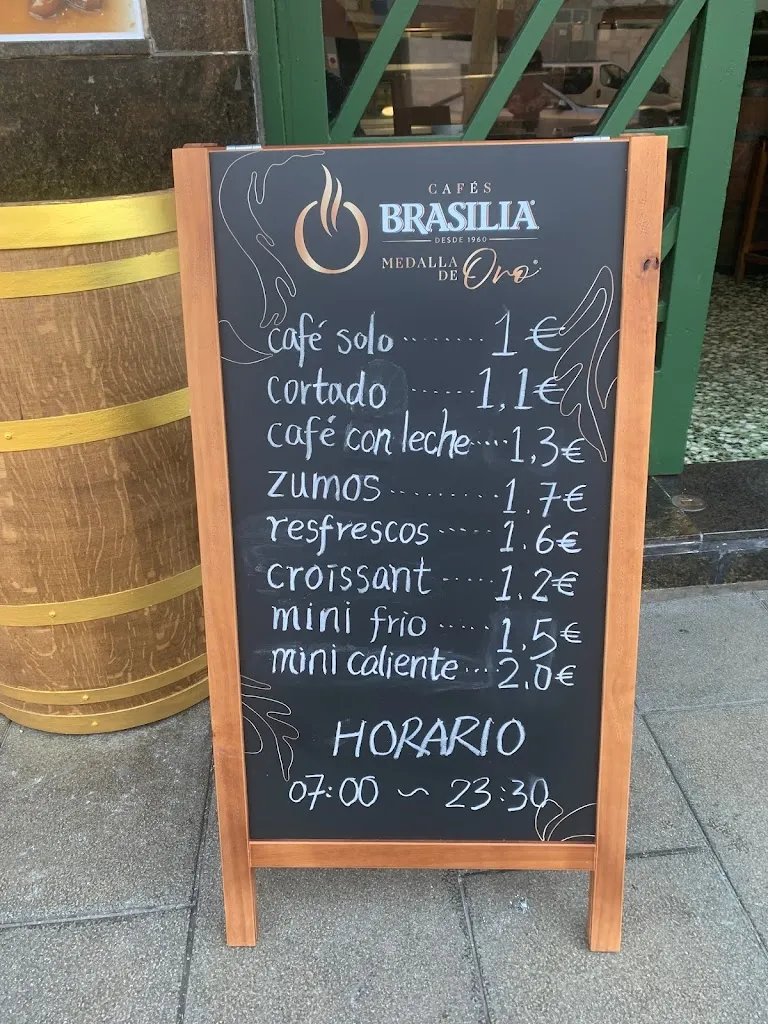 CAFÉS
BRASILIA®
DESDE 1960
MEDALLA
DE Oro®
café solo ........ 1 €
cortado ...... 1,1€
café con leche .... 1,3€
zumos .......... 1.7€
resfrescos ..... 1.6€
croissant .... 1.2€
mini frio ..... 1,5€
mini caliente ... 2.0€
HORARIO
07:00 ~ 23:30